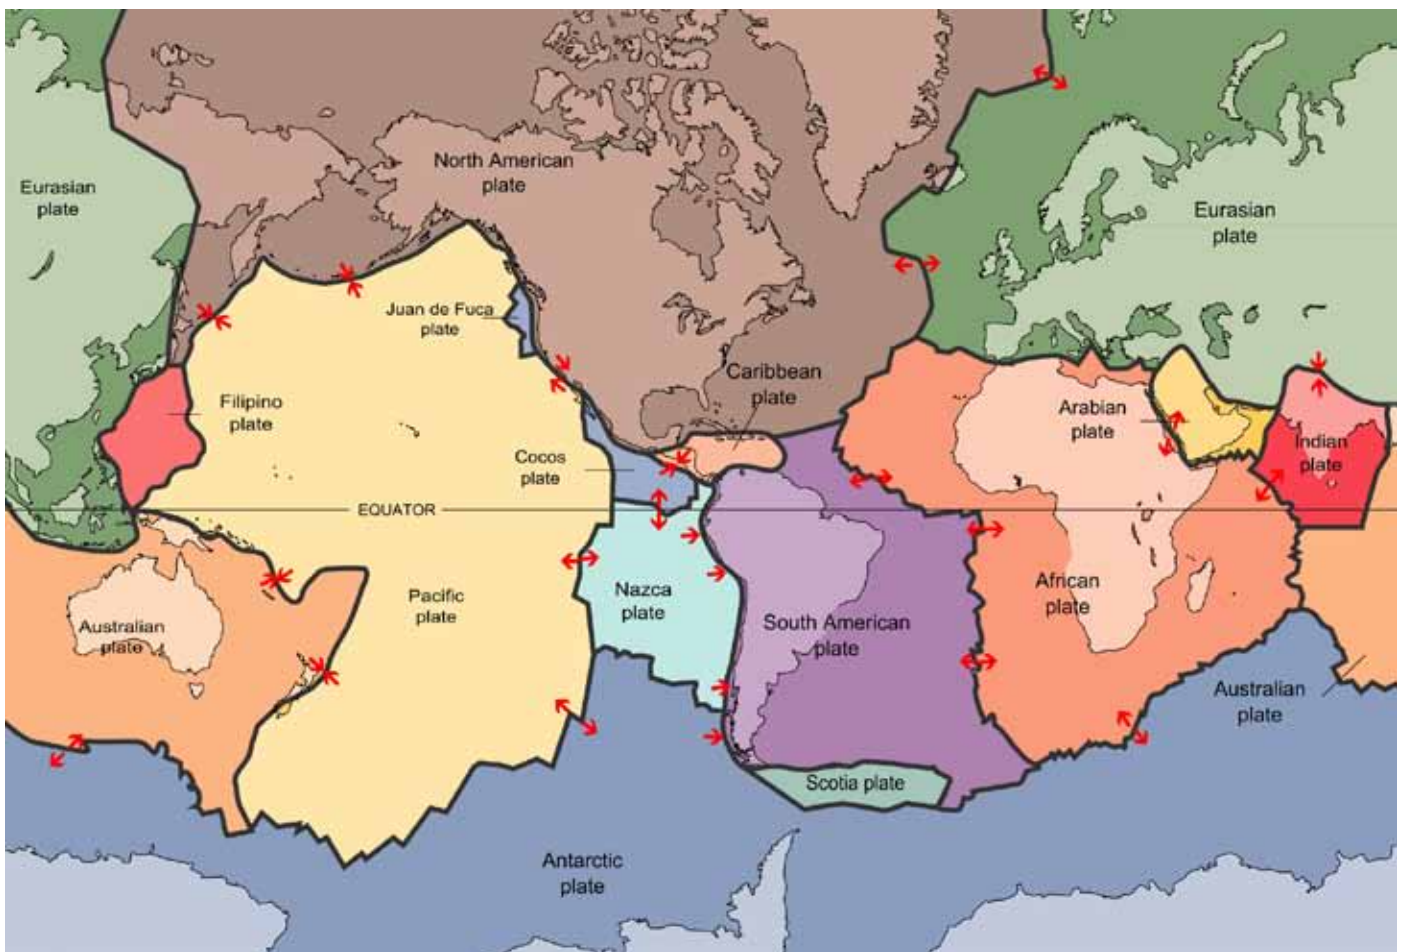 North American
plate
Eurasian
plate
Eurasian
plate
Juan de Fuca
plate
Caribbean
plate
Filipino
plate
Arabian
plate
Cocos
plate
Indian
plate
EQUATOR
Nazca
plate
African
plate
Pacific
plate
Australian
plate
South American
plate
Australian
plate
Scotia plate
Antarctic
plate